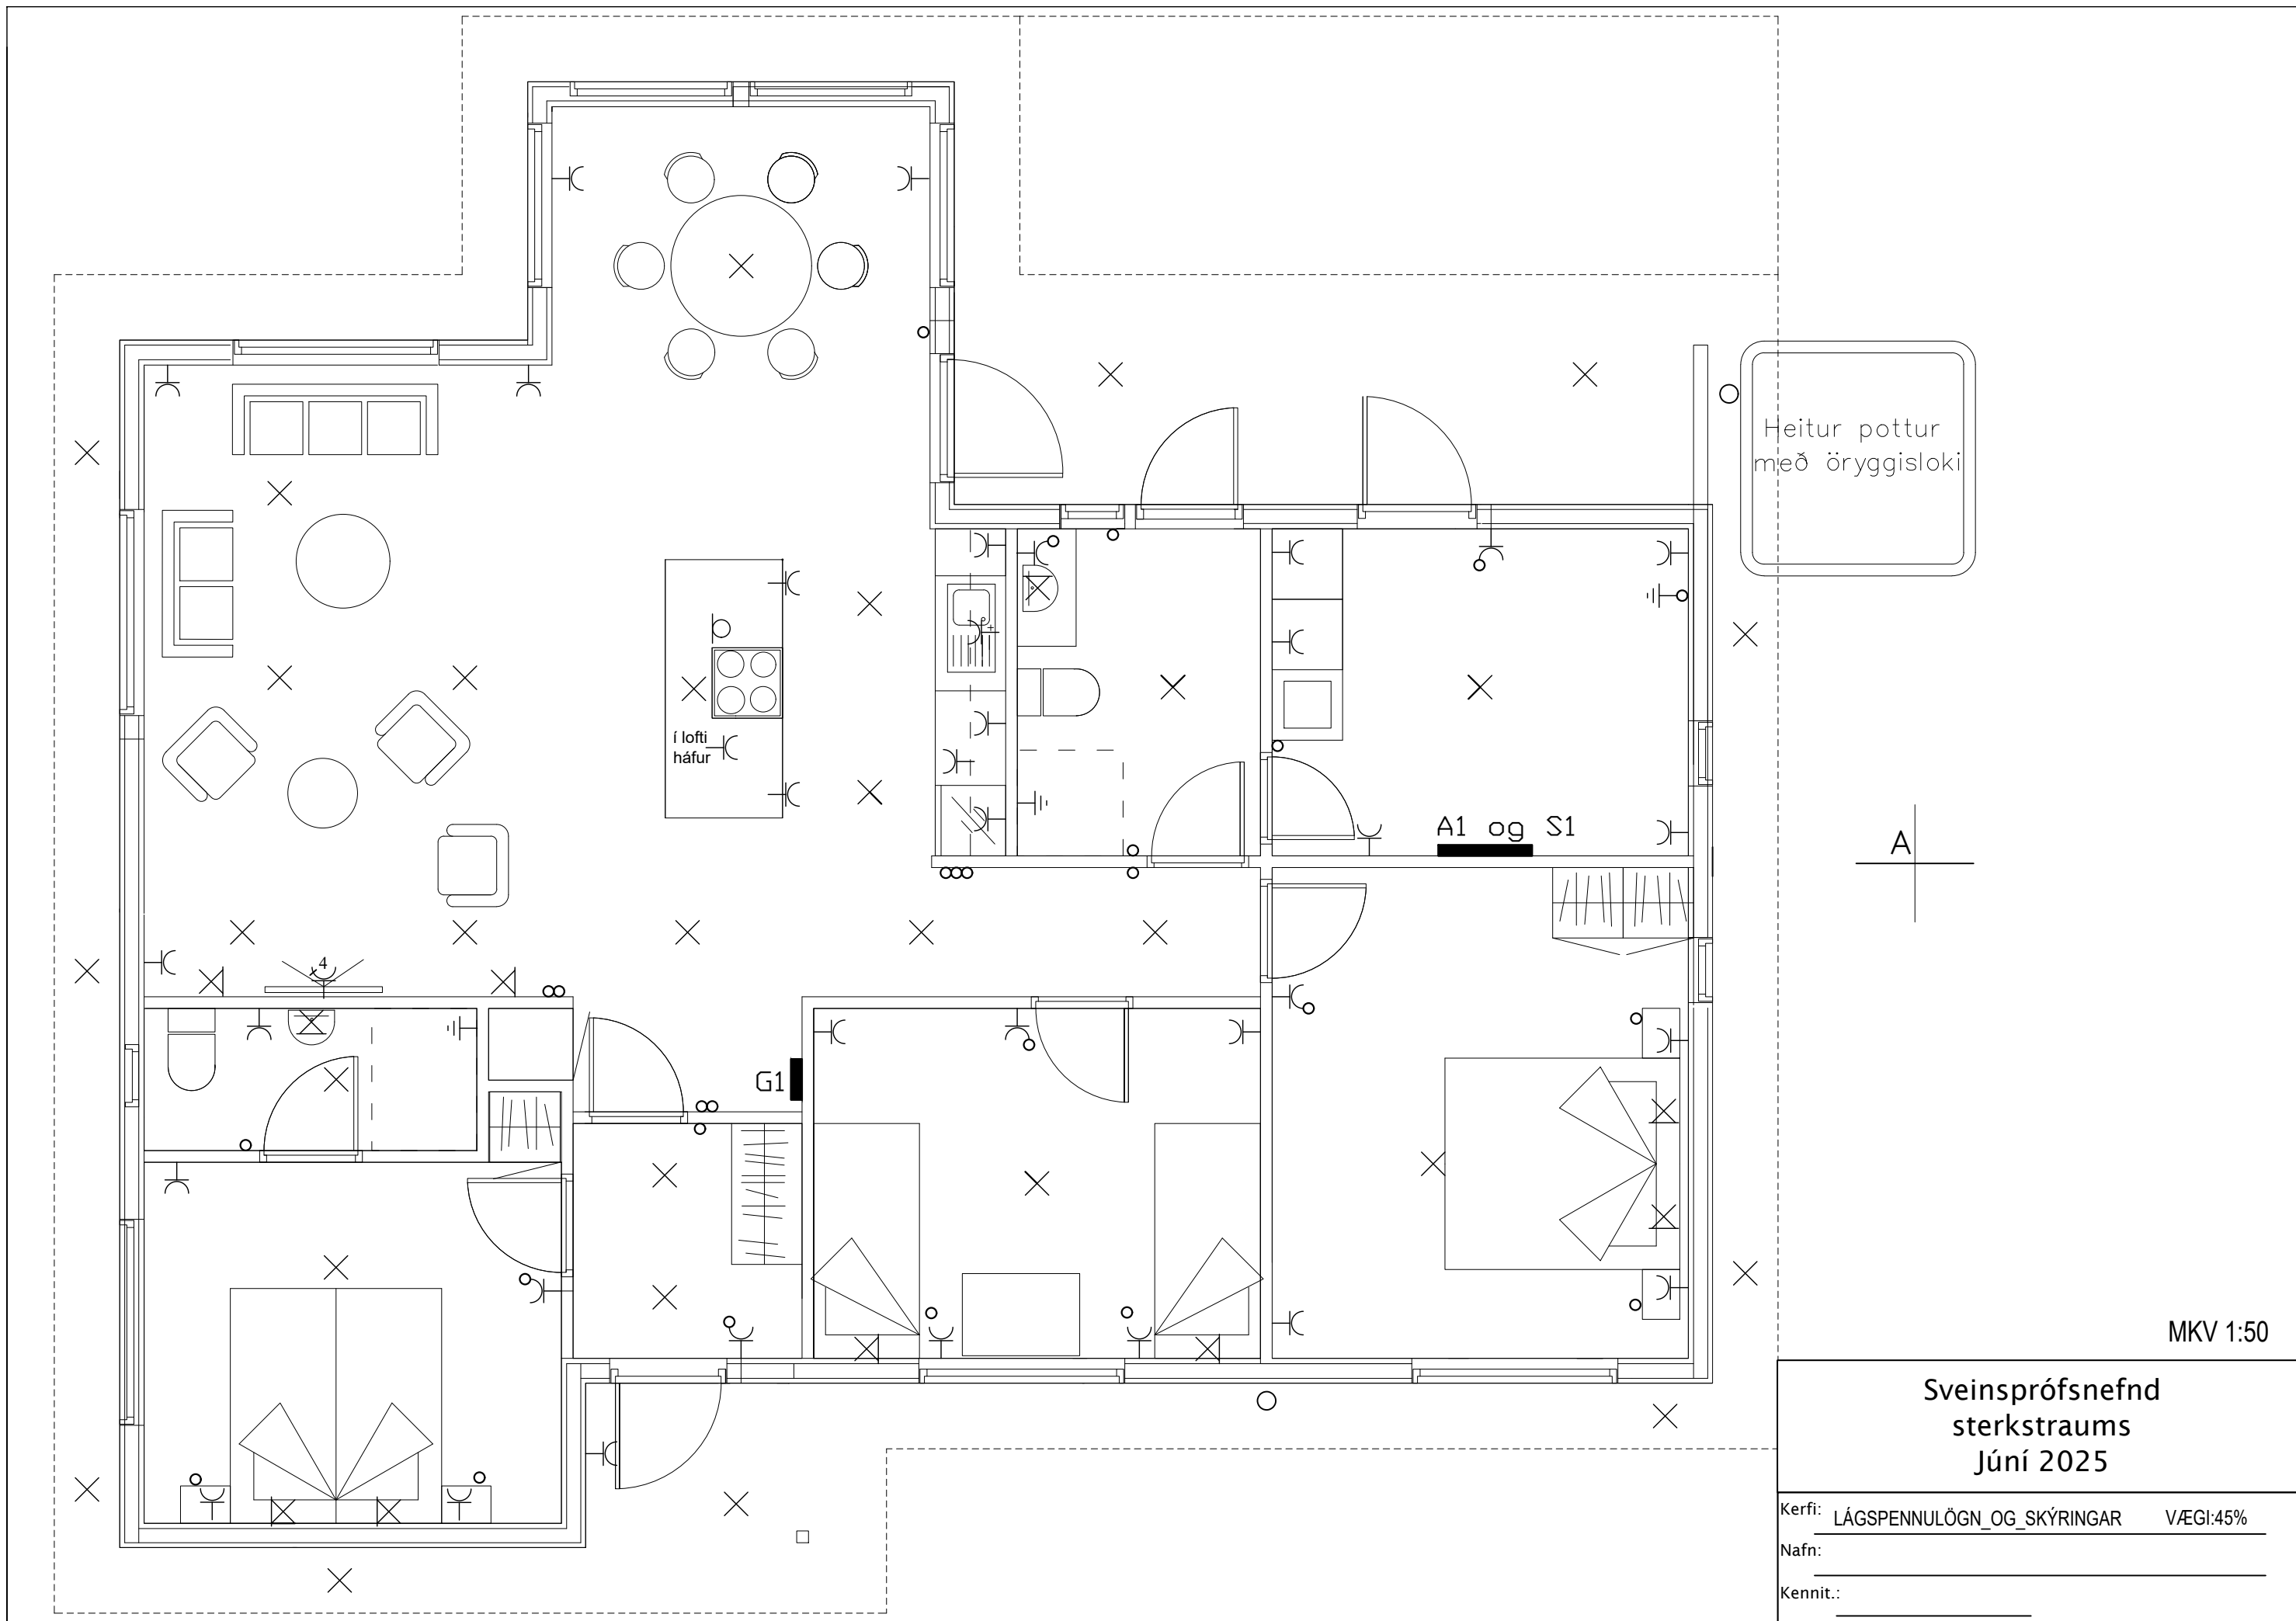 Heitur pottur
með öryggisloki
í lofti
háfur
A1 og S1
A
4
G1
MKV 1:50
Sveinsprófsnefnd
sterkstraums
Júní 2025
Kerfi: LÁGSPENNULÖGN_OG_SKÝRINGAR VÆGI:45%
Nafn:
Kennit.: